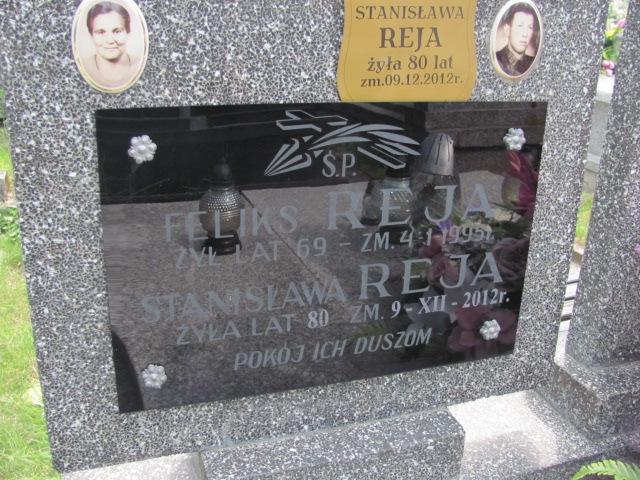 STANISŁAWA
REJA
żyła 80 lat
zm.09.12.2012r.
Ś.P.
FELIKS REJA
ŻYŁ LAT 69 - ZM. 4-I-1995r.
STANISŁAWA REJA
ŻYŁA LAT 80 ZM. 9-XII-2012r.
POKÓJ ICH DUSZOM